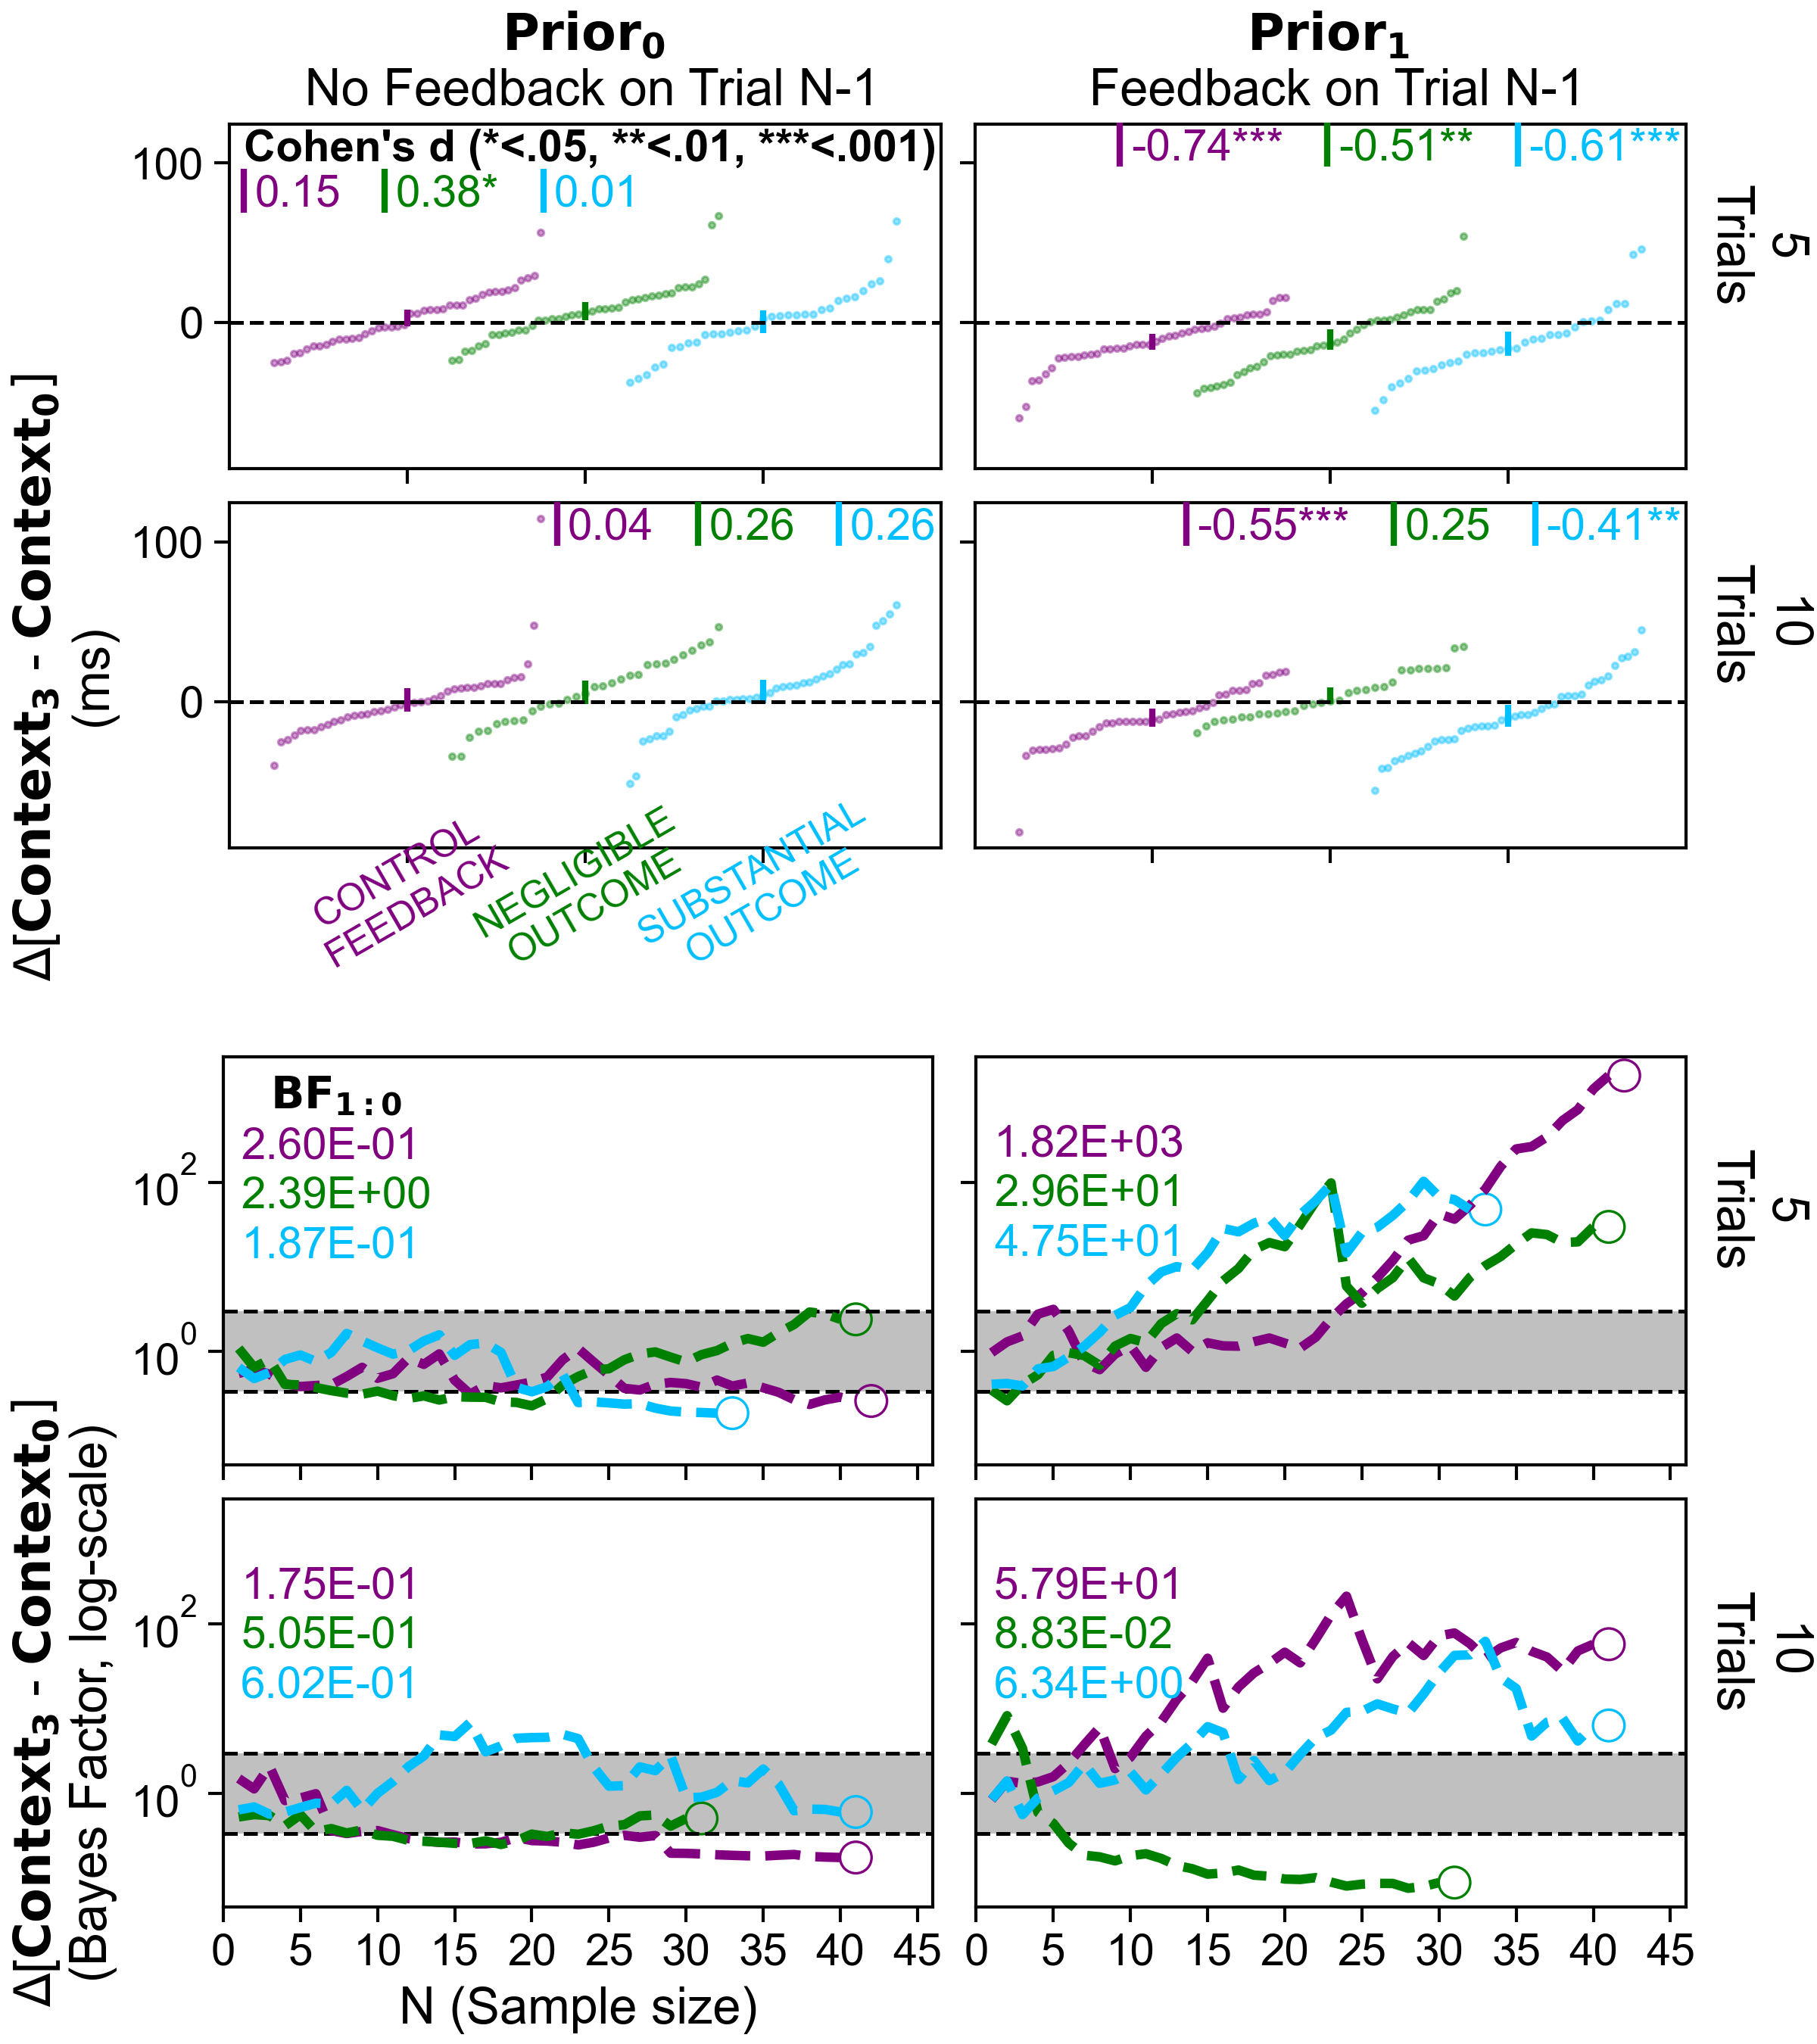 Prior0
No Feedback on Trial N-1
Prior1
Feedback on Trial N-1
Cohen's d (*<.05, **<.01, ***<.001)
0.15 0.38* 0.01
-0.74*** -0.51** -0.61***
100
0
5
Trials
0.04 0.26 0.26
-0.55*** 0.25 -0.41**
100
0
10
Trials
Δ[Context3 - Context0]
(ms)
CONTROL
FEEDBACK
NEGLIGIBLE
OUTCOME
SUBSTANTIAL
OUTCOME
BF1:0
2.60E-01
2.39E+00
1.87E-01
1.82E+03
2.96E+01
4.75E+01
10^2
10^0
5
Trials
1.75E-01
5.05E-01
6.02E-01
5.79E+01
8.83E-02
6.34E+00
10^2
10^0
10
Trials
Δ[Context3 - Context0]
(Bayes Factor, log-scale)
0 5 10 15 20 25 30 35 40 45
0 5 10 15 20 25 30 35 40 45
N (Sample size)